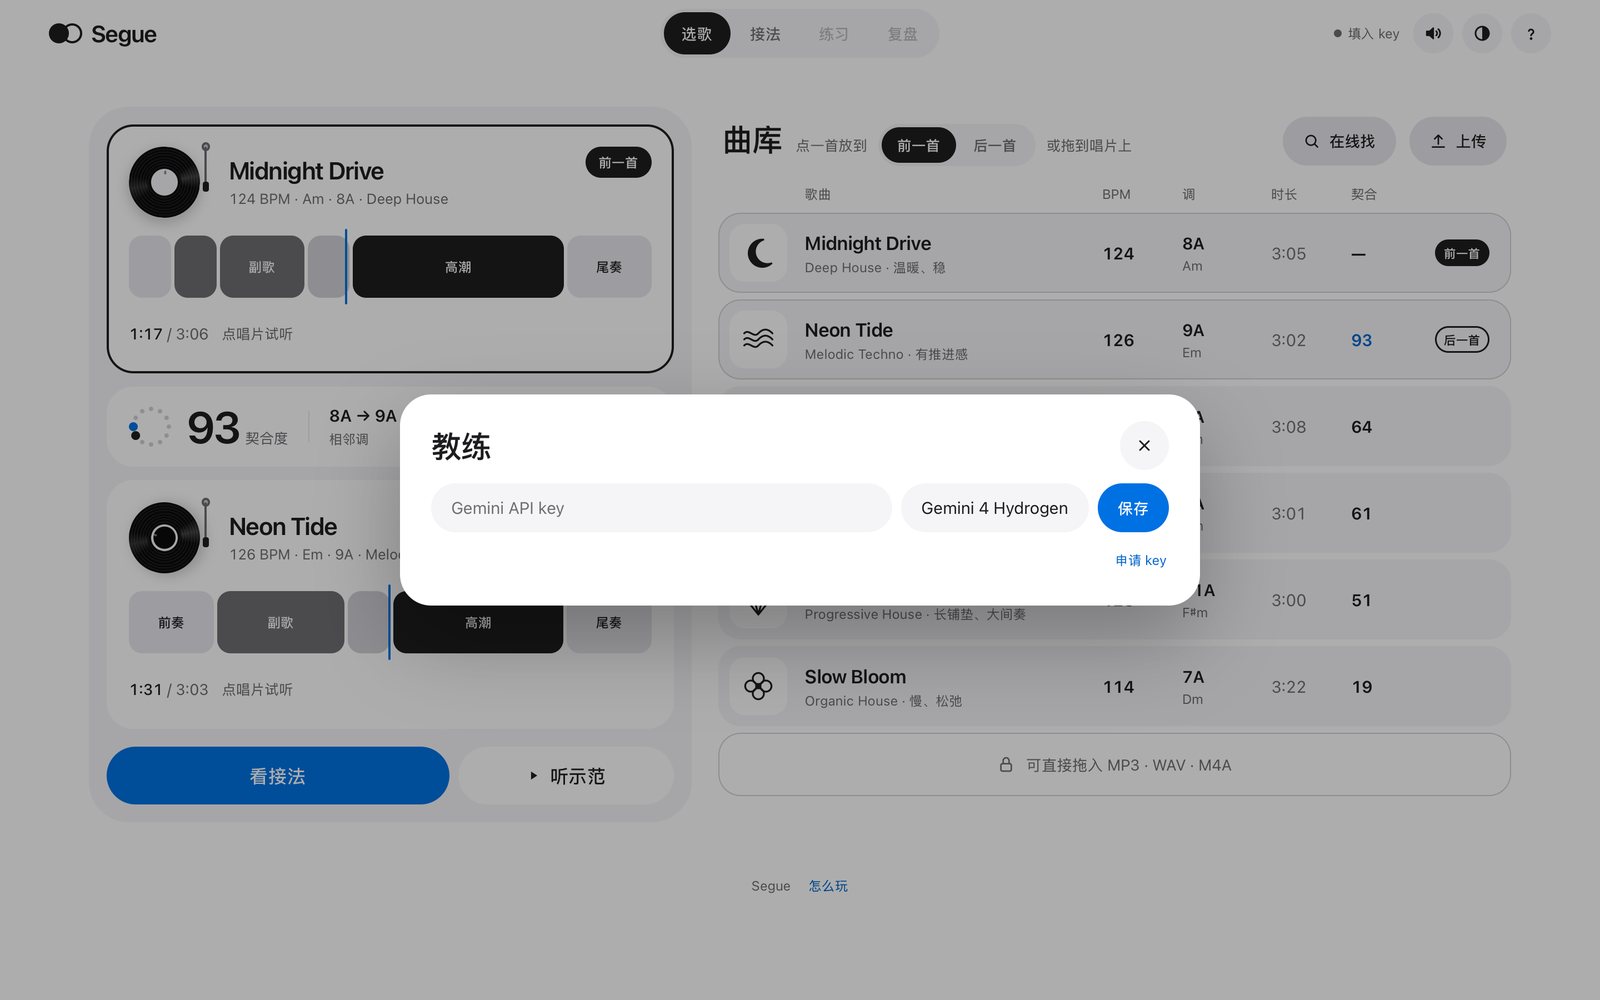 Segue
选歌
接法
练习
复盘
填入 key
?
Midnight Drive
124 BPM · Am · 8A · Deep House
前一首
副歌
高潮
尾奏
1:17 / 3:06 点唱片试听
93 契合度
8A → 9A
相邻调
Neon Tide
126 BPM · Em · 9A ·
前奏
副歌
高潮
尾奏
1:31 / 3:03 点唱片试听
看接法
听示范
曲库 点一首放到 前一首 后一首 或拖到唱片上
在线找
上传
歌曲 BPM 调 时长 契合
Midnight Drive
Deep House · 温暖、稳
124
8A
Am
3:05
—
前一首
Neon Tide
Melodic Techno · 有推进感
126
9A
Em
3:02
93
后一首
3:08
64
3:01
61
Progressive House · 长铺垫、大间奏
F#m
3:00
51
Slow Bloom
Organic House · 慢、松弛
114
7A
Dm
3:22
19
可直接拖入 MP3 · WAV · M4A
教练
Gemini API key
Gemini 4 Hydrogen
保存
申请 key
Segue 怎么玩